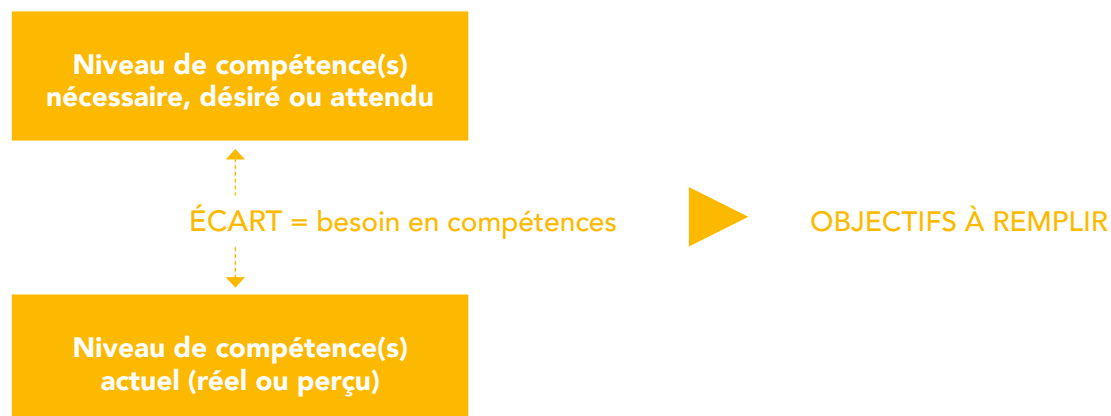 Niveau de compétence(s)
nécessaire, désiré ou attendu
ÉCART = besoin en compétences
OBJECTIFS À REMPLIR
Niveau de compétence(s)
actuel (réel ou perçu)